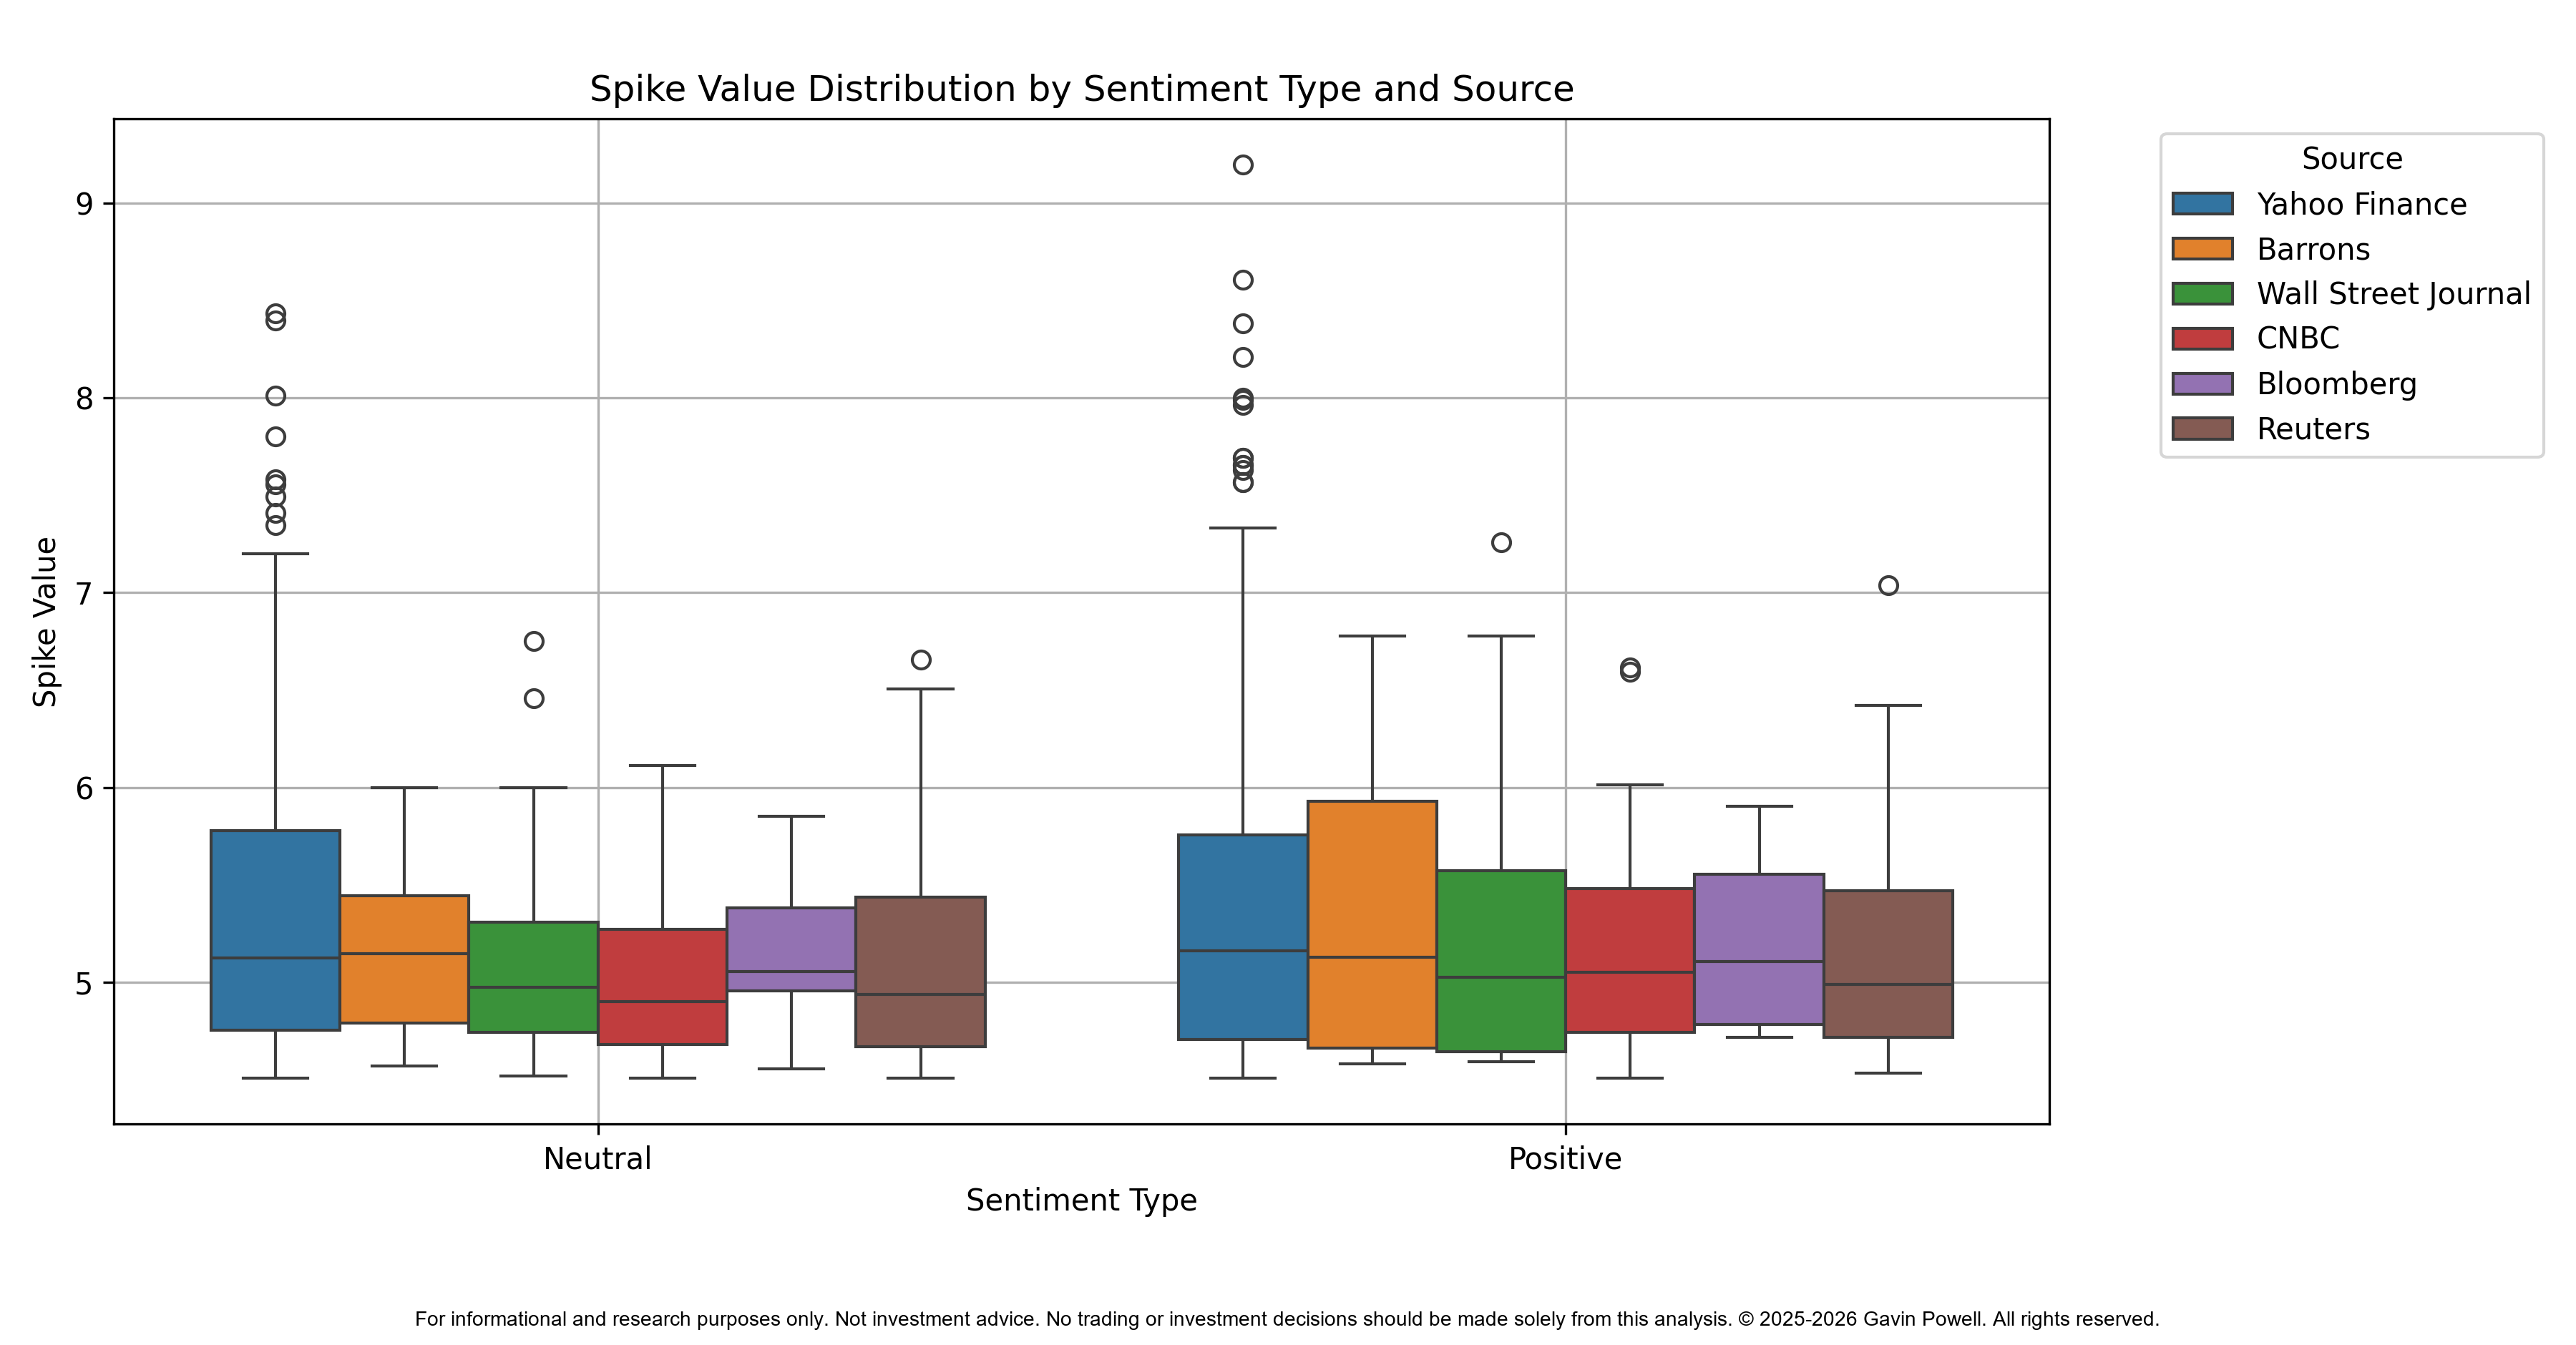 Spike Value Distribution by Sentiment Type and Source
Source
Yahoo Finance
Barrons
Wall Street Journal
CNBC
Bloomberg
Reuters
Spike Value
9
8
7
6
5
Neutral
Positive
Sentiment Type
For informational and research purposes only. Not investment advice. No trading or investment decisions should be made solely from this analysis. © 2025-2026 Gavin Powell. All rights reserved.